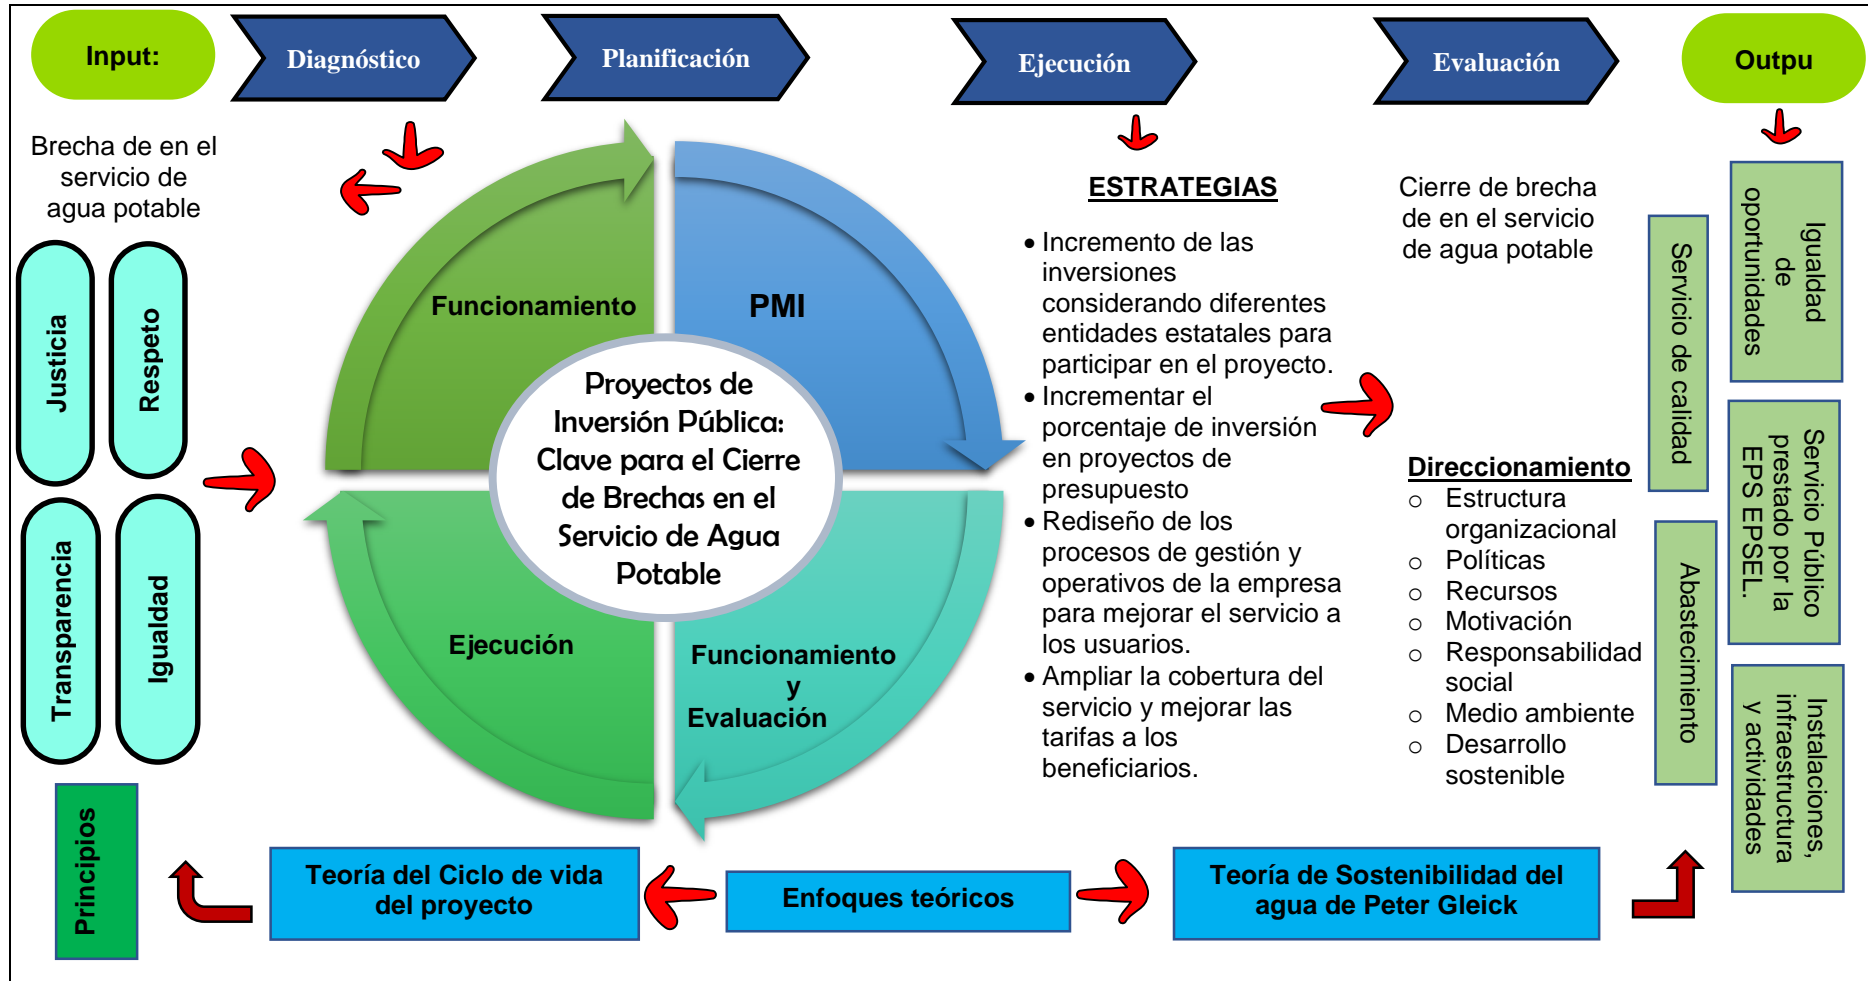 Input:
Diagnóstico
Planificación
Ejecución
Evaluación
Outpu
Brecha de en el
servicio de
agua potable
Justicia
Respeto
Transparencia
Igualdad
Principios
Funcionamiento
PMI
Ejecución
Funcionamiento
y
Evaluación
Proyectos de
Inversión Pública:
Clave para el Cierre
de Brechas en el
Servicio de Agua
Potable
ESTRATEGIAS
• Incremento de las
inversiones
considerando diferentes
entidades estatales para
participar en el proyecto.
• Incrementar el
porcentaje de inversión
en proyectos de
presupuesto
• Rediseño de los
procesos de gestión y
operativos de la empresa
para mejorar el servicio a
los usuarios.
• Ampliar la cobertura del
servicio y mejorar las
tarifas a los
beneficiarios.
Cierre de brecha
de en el servicio
de agua potable
Direccionamiento
o Estructura
organizacional
o Políticas
o Recursos
o Motivación
o Responsabilidad
social
o Medio ambiente
o Desarrollo
sostenible
Servicio de calidad
Abastecimiento
Igualdad
de
oportunidades
Servicio Público
prestado por la
EPS EPSEL.
Instalaciones,
infraestructura
y actividades
Teoría del Ciclo de vida
del proyecto
Enfoques teóricos
Teoría de Sostenibilidad del
agua de Peter Gleick